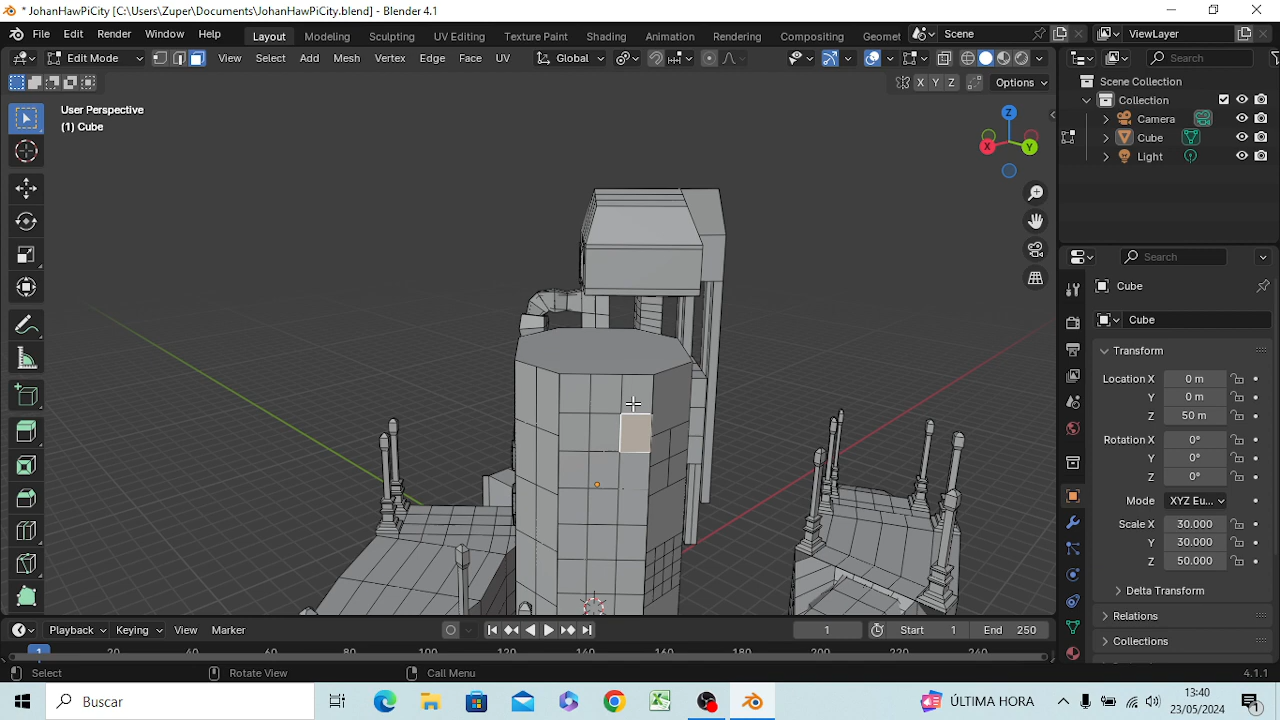 * JohanHawPiCity [C:\Users\Zupe\Documents\JohanHawPiCity.blend] - Blender 4.1
File Edit Render Window Help Layout Modeling Sculpting UV Editing Texture Paint Shading Animation Rendering Compositing Geomet Scene ViewLayer
Edit Mode View Select Add Mesh Vertex Edge Face UV Global Search
X Y Z Options
User Perspective
(1) Cube
Scene Collection
Collection
Camera
Cube
Light
X Y Z
Search
Cube
Cube
Transform
Location X 0 m
Y 0 m
Z 50 m
Rotation X 0°
Y 0°
Z 0°
Mode XYZ Eu...
Scale X 30.000
Y 30.000
Z 50.000
Delta Transform
Relations
Collections
Playback Keying View Marker 1 Start 1 End 250
1 20 40 60 80 100 120 140 160 180 200 220 240
Select Rotate View Call Menu 4.1.1
Buscar ÚLTIMA HORA 13:40
23/05/2024
1